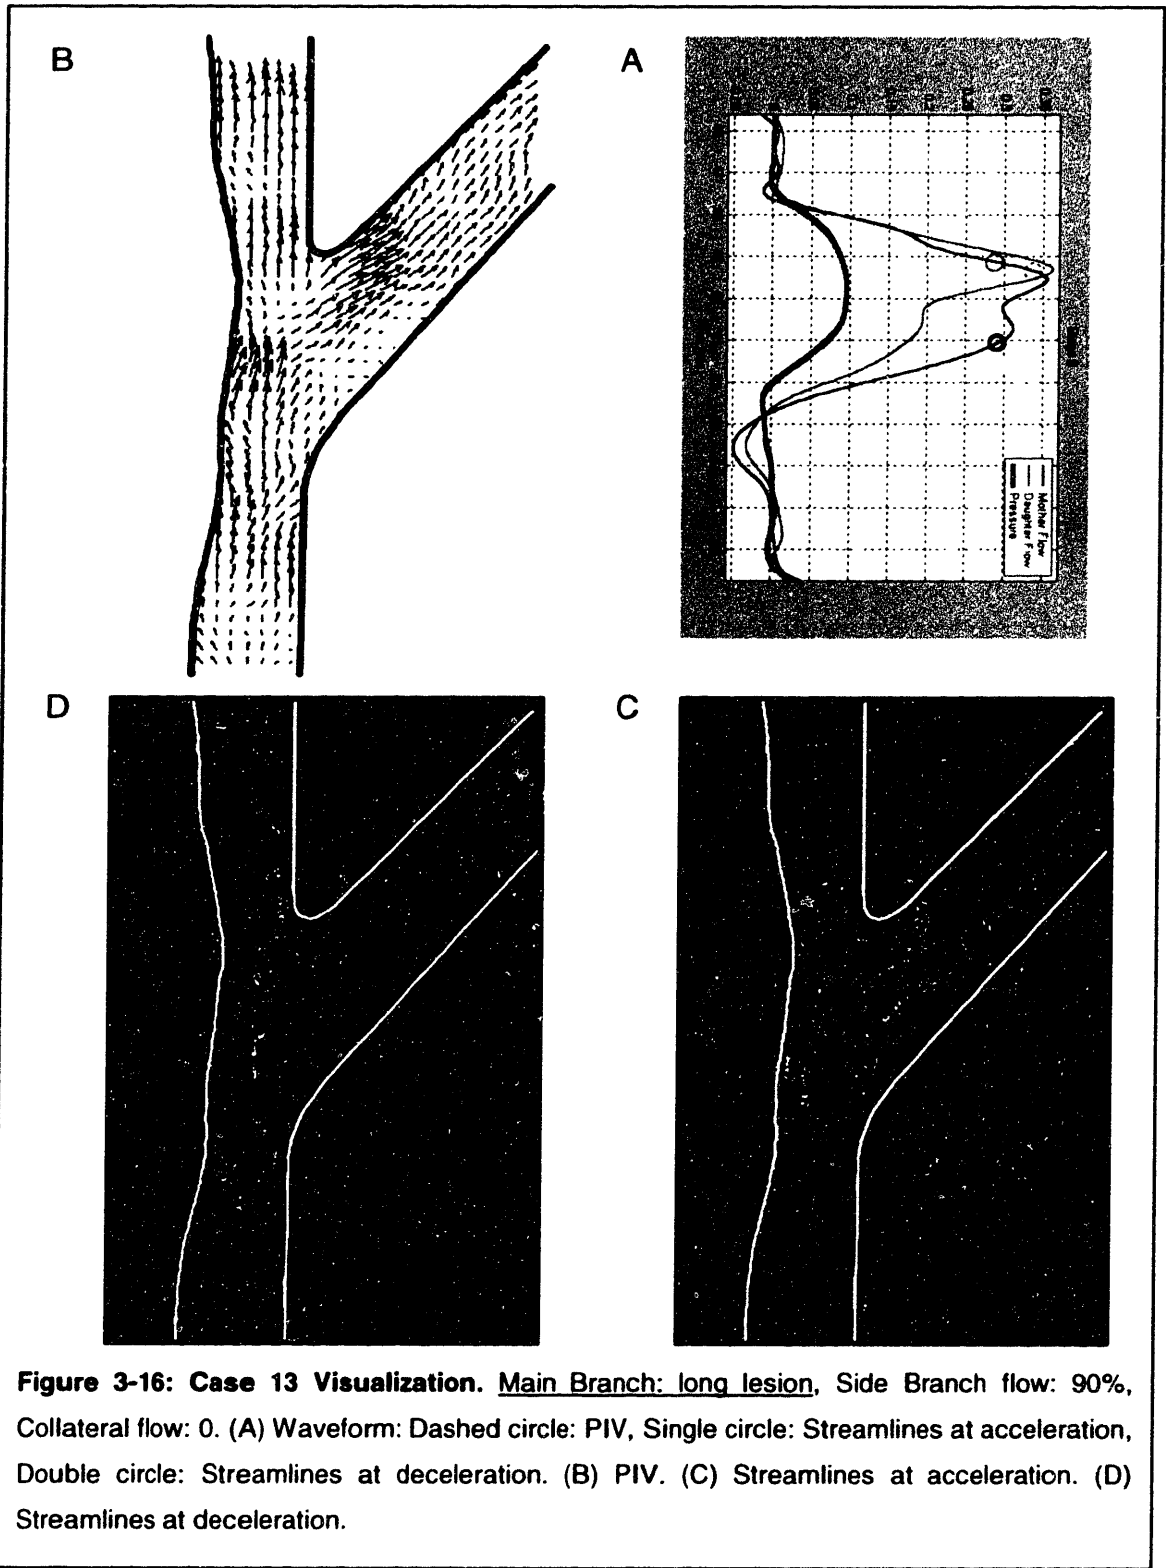 B
A
Mother Flow
Daughter Flow
Pressure
D
C
Figure 3-16: Case 13 Visualization. Main Branch: long lesion, Side Branch flow: 90%,
Collateral flow: 0. (A) Waveform: Dashed circle: PIV, Single circle: Streamlines at acceleration,
Double circle: Streamlines at deceleration. (B) PIV. (C) Streamlines at acceleration. (D)
Streamlines at deceleration.